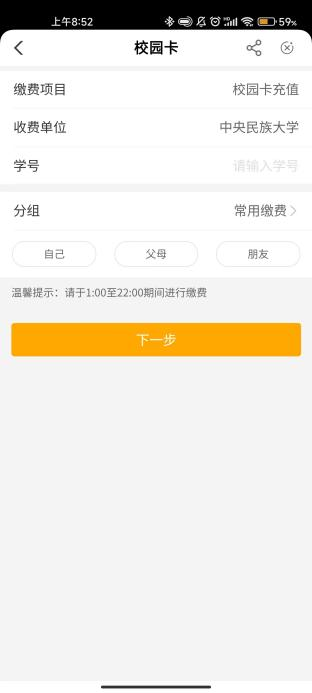 上午8:52
59%
校园卡
缴费项目 校园卡充值
收费单位 中央民族大学
学号 请输入学号
分组 常用缴费
自己 父母 朋友
温馨提示：请于1:00至22:00期间进行缴费
下一步